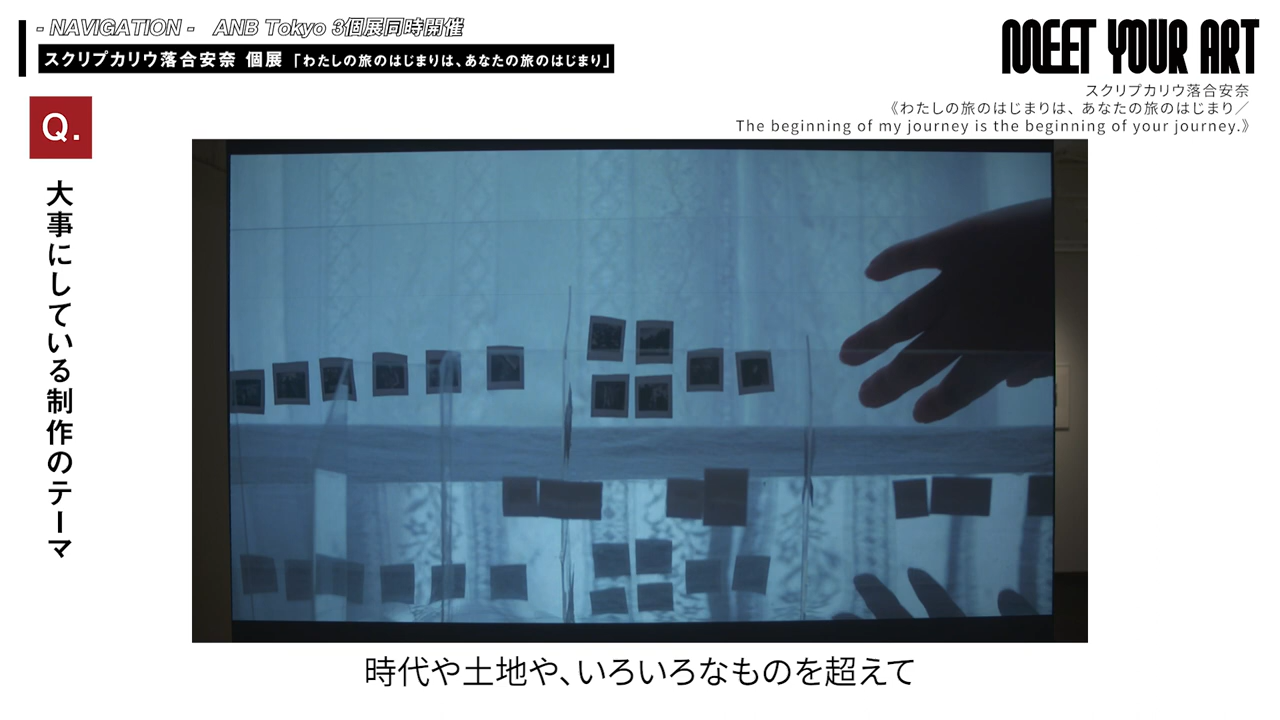 - NAVIGATION -　ANB Tokyo 3個展同時開催
スクリプカリウ落合安奈 個展「わたしの旅のはじまりは、あなたの旅のはじまり」
MEET YOUR ART
スクリプカリウ落合安奈
《わたしの旅のはじまりは、あなたの旅のはじまり／
The beginning of my journey is the beginning of your journey.》
Q.
大事にしている制作のテーマ
時代や土地や、いろいろなものを超えて